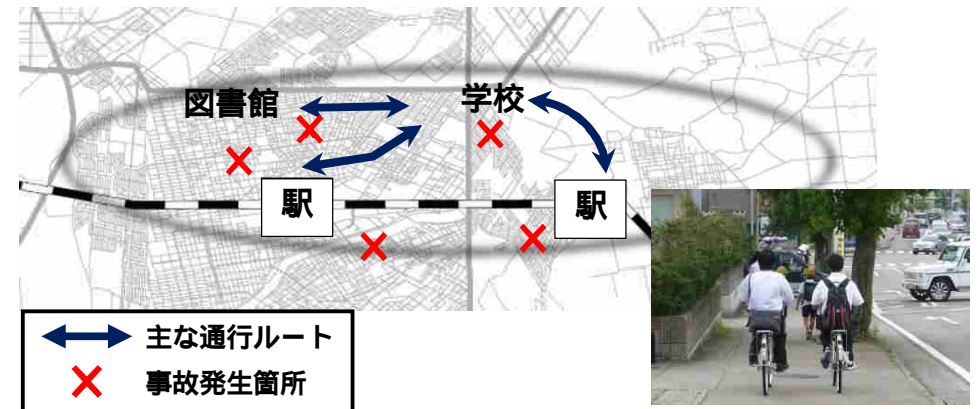 図書館
学校
駅
駅
主な通行ルート
事故発生箇所